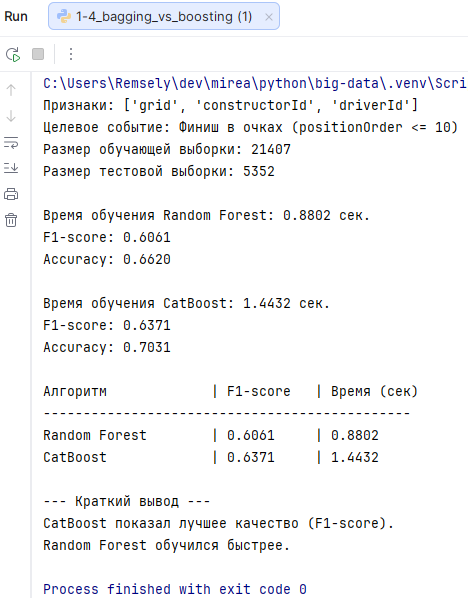 Run
1-4_bagging_vs_boosting (1)
C:\Users\Remsely\dev\mirea\python\big-data\.venv\Scri
Признаки: ['grid', 'constructorId', 'driverId']
Целевое событие: Финиш в очках (positionOrder <= 10)
Размер обучающей выборки: 21407
Размер тестовой выборки: 5352
Время обучения Random Forest: 0.8802 сек.
F1-score: 0.6061
Accuracy: 0.6620
Время обучения CatBoost: 1.4432 сек.
F1-score: 0.6371
Accuracy: 0.7031
Алгоритм | F1-score | Время (сек)
---------------------------------------------
Random Forest | 0.6061 | 0.8802
CatBoost | 0.6371 | 1.4432
--- Краткий вывод ---
CatBoost показал лучшее качество (F1-score).
Random Forest обучился быстрее.
Process finished with exit code 0